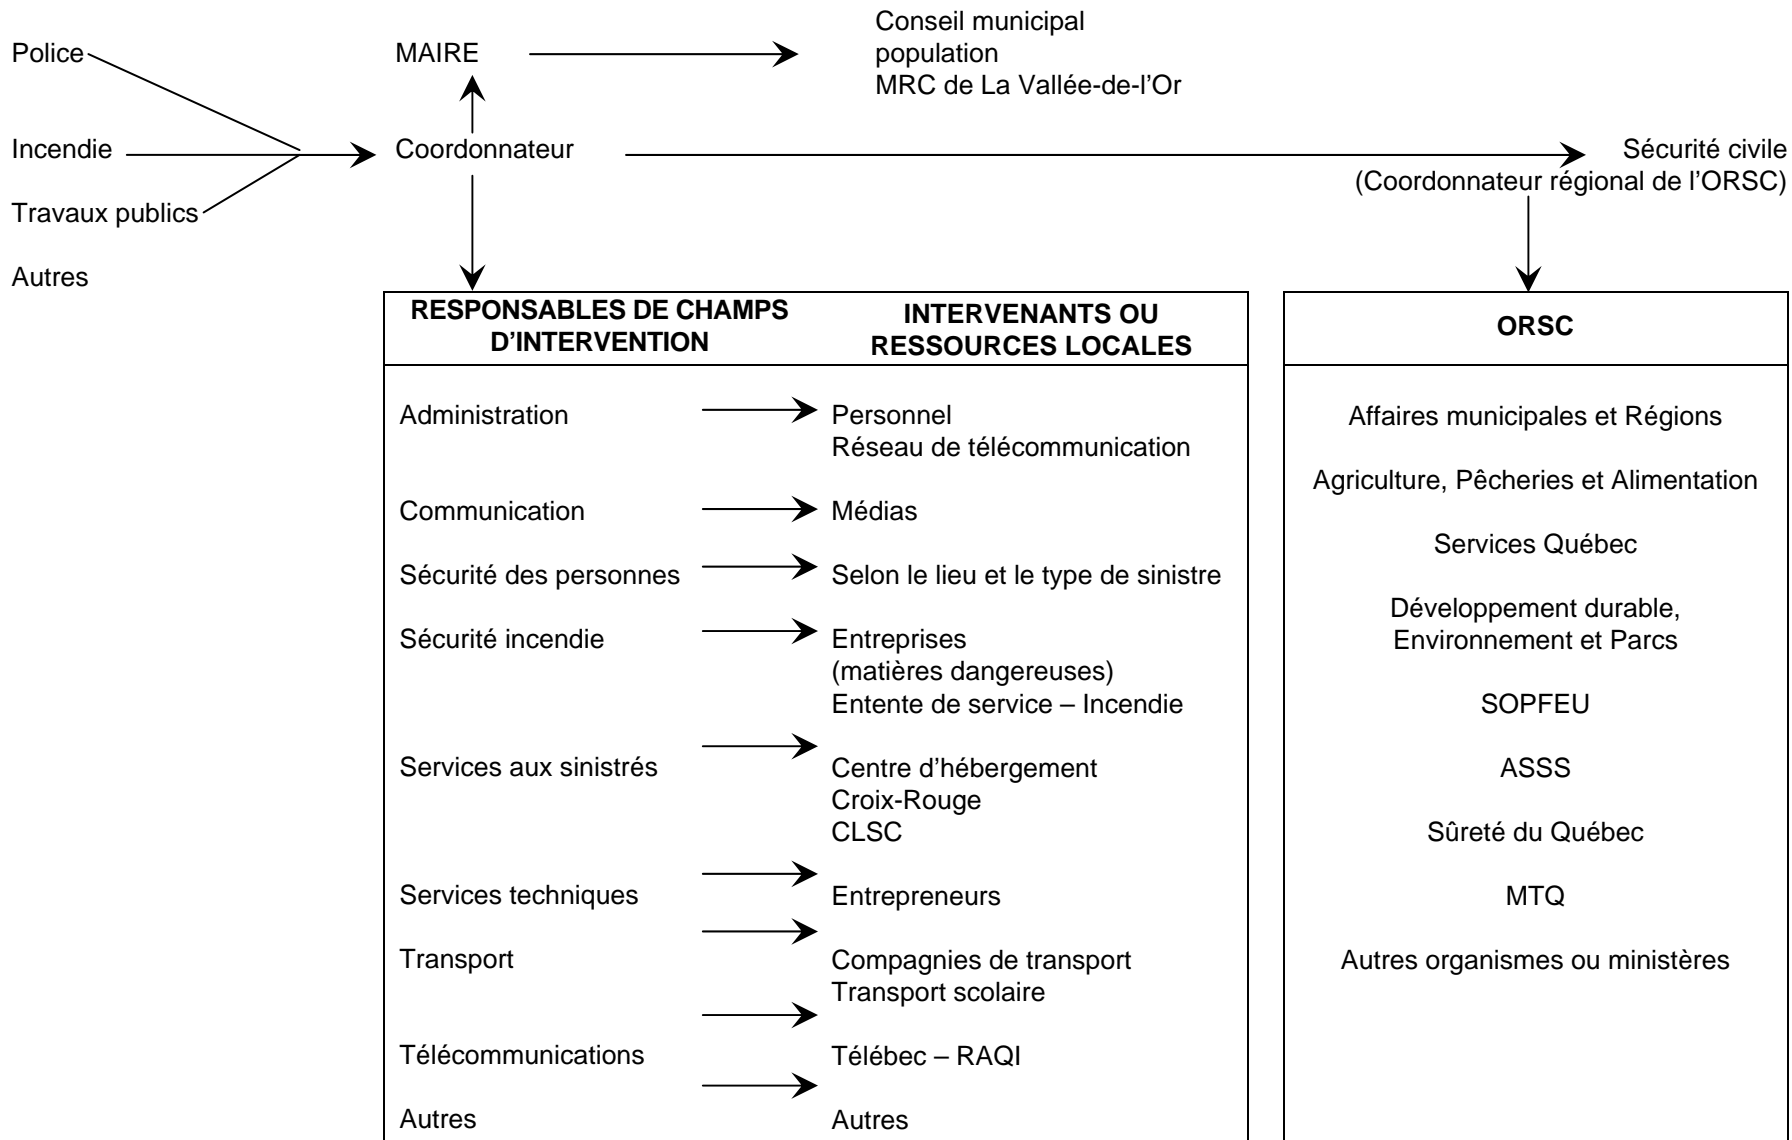 Police
MAIRE
Conseil municipal
population
MRC de La Vallée-de-l’Or
Incendie
Coordonnateur
Sécurité civile
(Coordonnateur régional de l’ORSC)
Travaux publics
Autres
RESPONSABLES DE CHAMPS
D’INTERVENTION
INTERVENANTS OU
RESSOURCES LOCALES
Administration
Personnel
Réseau de télécommunication
Communication
Médias
Sécurité des personnes
Selon le lieu et le type de sinistre
Sécurité incendie
Entreprises
(matières dangereuses)
Entente de service – Incendie
Services aux sinistrés
Centre d’hébergement
Croix-Rouge
CLSC
Services techniques
Entrepreneurs
Transport
Compagnies de transport
Transport scolaire
Télécommunications
Télébec – RAQI
Autres
Autres
ORSC
Affaires municipales et Régions
Agriculture, Pêcheries et Alimentation
Services Québec
Développement durable,
Environnement et Parcs
SOPFEU
ASSS
Sûreté du Québec
MTQ
Autres organismes ou ministères